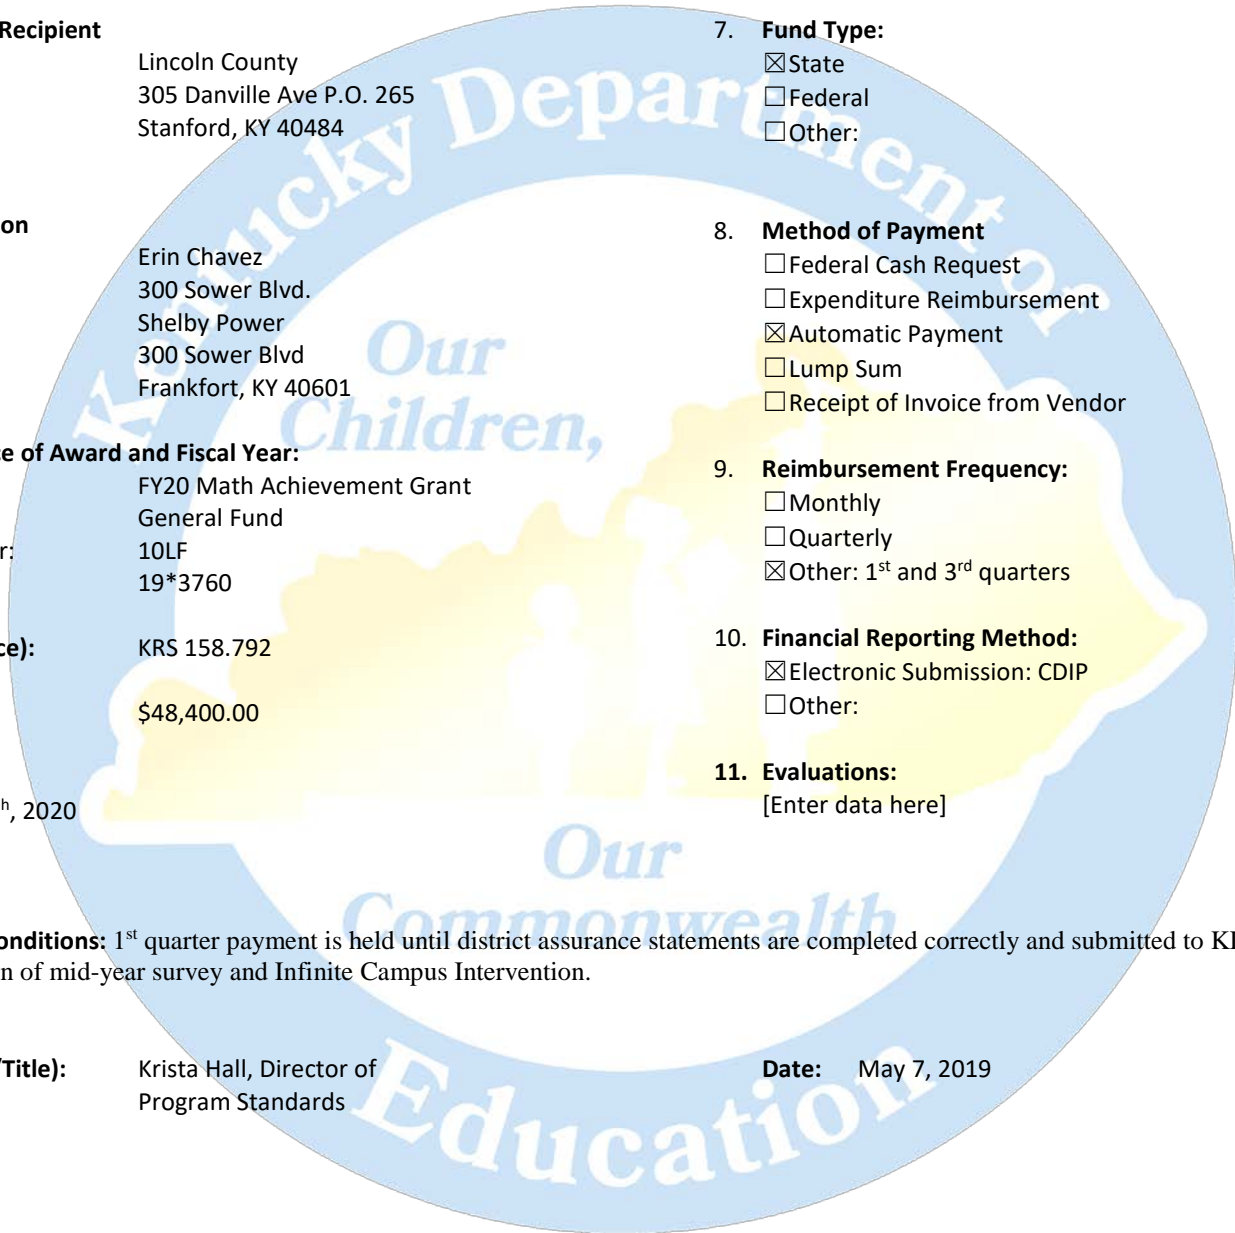 Recipient
Lincoln County
305 Danville Ave P.O. 265
Stanford, KY 40484
on
Erin Chavez
300 Sower Blvd.
Shelby Power
300 Sower Blvd
Frankfort, KY 40601
ce of Award and Fiscal Year:
FY20 Math Achievement Grant
General Fund
r: 10LF
19*3760
ce): KRS 158.792
$48,400.00
h, 2020
7. Fund Type:
☒State
☐Federal
☐Other:
8. Method of Payment
☐Federal Cash Request
☐Expenditure Reimbursement
☒Automatic Payment
☐Lump Sum
☐Receipt of Invoice from Vendor
9. Reimbursement Frequency:
☐Monthly
☐Quarterly
☒Other: 1st and 3rd quarters
10. Financial Reporting Method:
☒Electronic Submission: CDIP
☐Other:
11. Evaluations:
[Enter data here]
onditions: 1st quarter payment is held until district assurance statements are completed correctly and submitted to KD
n of mid-year survey and Infinite Campus Intervention.
/Title): Krista Hall, Director of
Program Standards
Date: May 7, 2019
Kentucky Department of
Education
Our
Children,
Our
Commonwealth